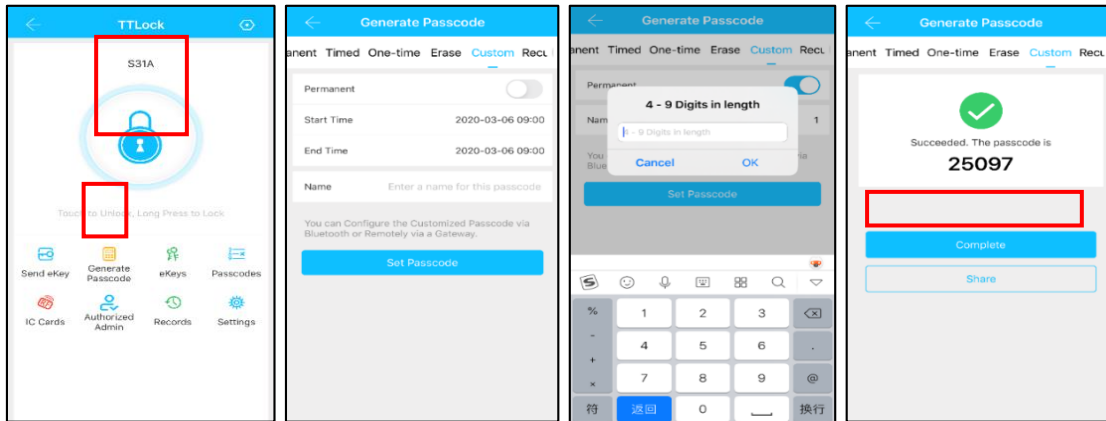 TTLock
S31A
Touch to Unlock, Long Press to Lock
Send eKey
Generate
Passcode
eKeys
Passcodes
IC Cards
Authorized
Admin
Records
Settings
Generate Passcode
anent Timed One-time Erase Custom Recu
Permanent
Start Time 2020-03-06 09:00
End Time 2020-03-06 09:00
Name Enter a name for this passcode
You can Configure the Customized Passcode via
Bluetooth or Remotely via a Gateway.
Set Passcode
Generate Passcode
anent Timed One-time Erase Custom Recu
Permanent
4 - 9 Digits in length
Nam 1
4 - 9 Digits in length
You via
Blue
Cancel OK
Set Passcode
% 1 2 3
- 4 5 6 .
+
× 7 8 9 @
符 返回 0 换行
Generate Passcode
anent Timed One-time Erase Custom Recu
Succeeded. The passcode is
25097
Complete
Share